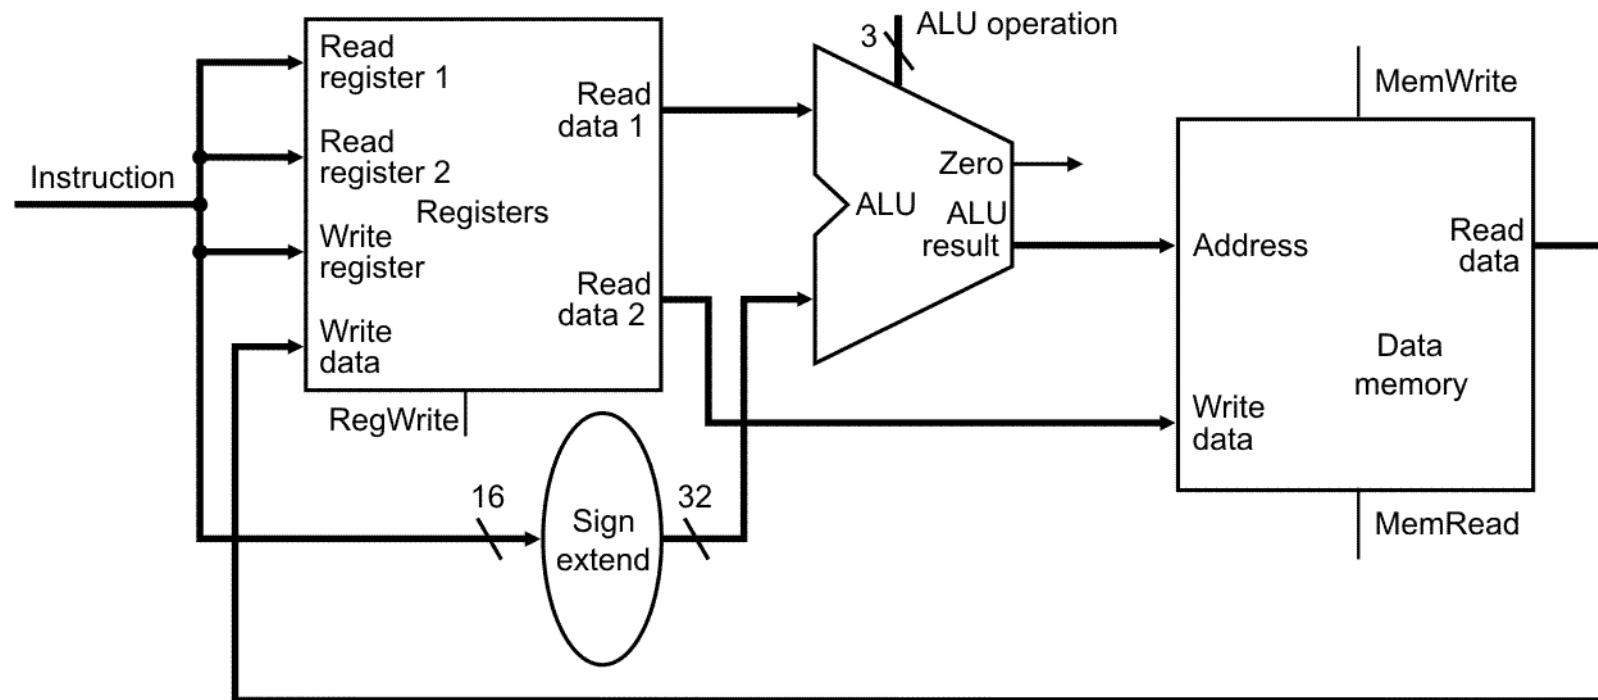 Instruction
Read
register 1
Read
register 2
Registers
Write
register
Write
data
Read
data 1
Read
data 2
RegWrite
16
Sign
extend
32
3
ALU operation
Zero
ALU
ALU
result
MemWrite
Address
Read
data
Data
memory
Write
data
MemRead